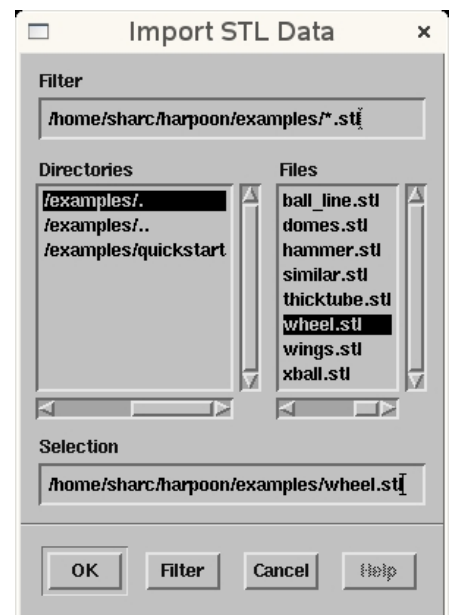 Import STL Data
Filter
/home/sharc/harpoon/examples/*.stl
Directories
Files
/examples/.
/examples/..
/examples/quickstart
ball_line.stl
domes.stl
hammer.stl
similar.stl
thicktube.stl
wheel.stl
wings.stl
xball.stl
Selection
/home/sharc/harpoon/examples/wheel.stl
OK
Filter
Cancel
Help